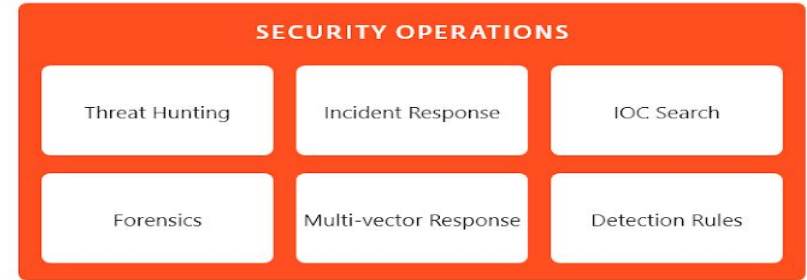 SECURITY OPERATIONS
Threat Hunting
Incident Response
IOC Search
Forensics
Multi-vector Response
Detection Rules